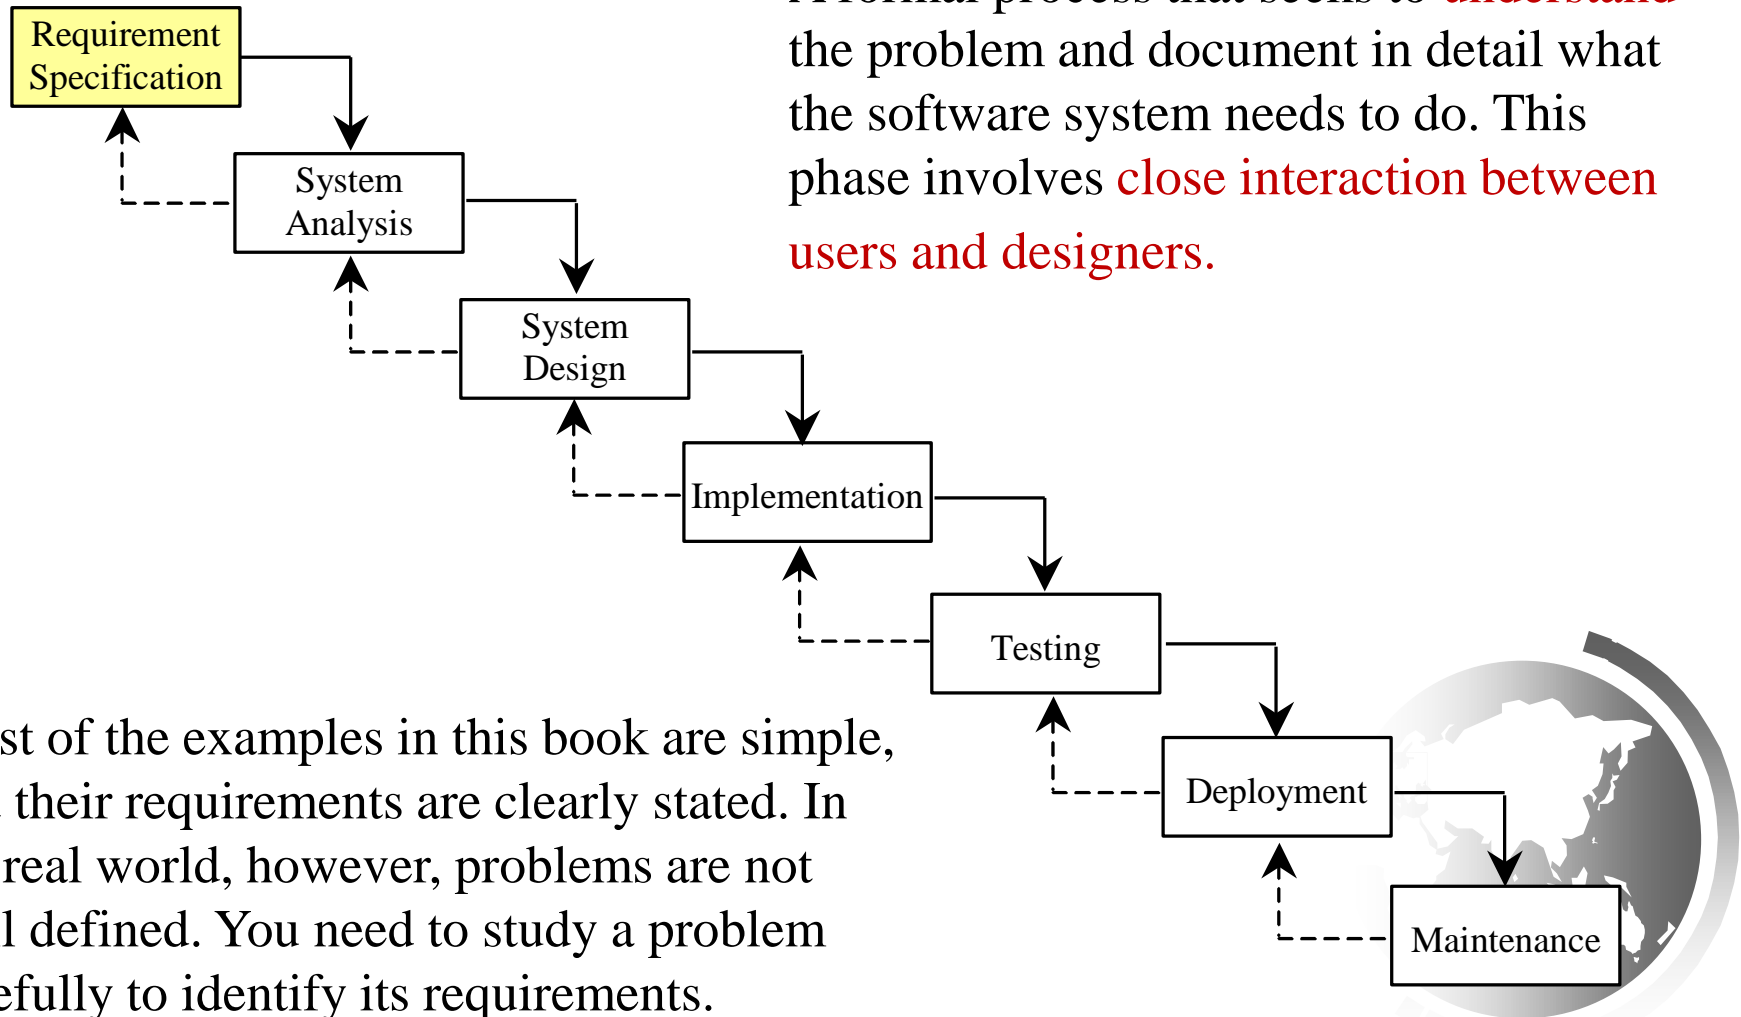 Requirement
Specification
the problem and document in detail what
the software system needs to do. This
phase involves close interaction between
users and designers.
System
Analysis
System
Design
Implementation
Testing
Deployment
Maintenance
of the examples in this book are simple,
their requirements are clearly stated. In
real world, however, problems are not
defined. You need to study a problem
to identify its requirements.